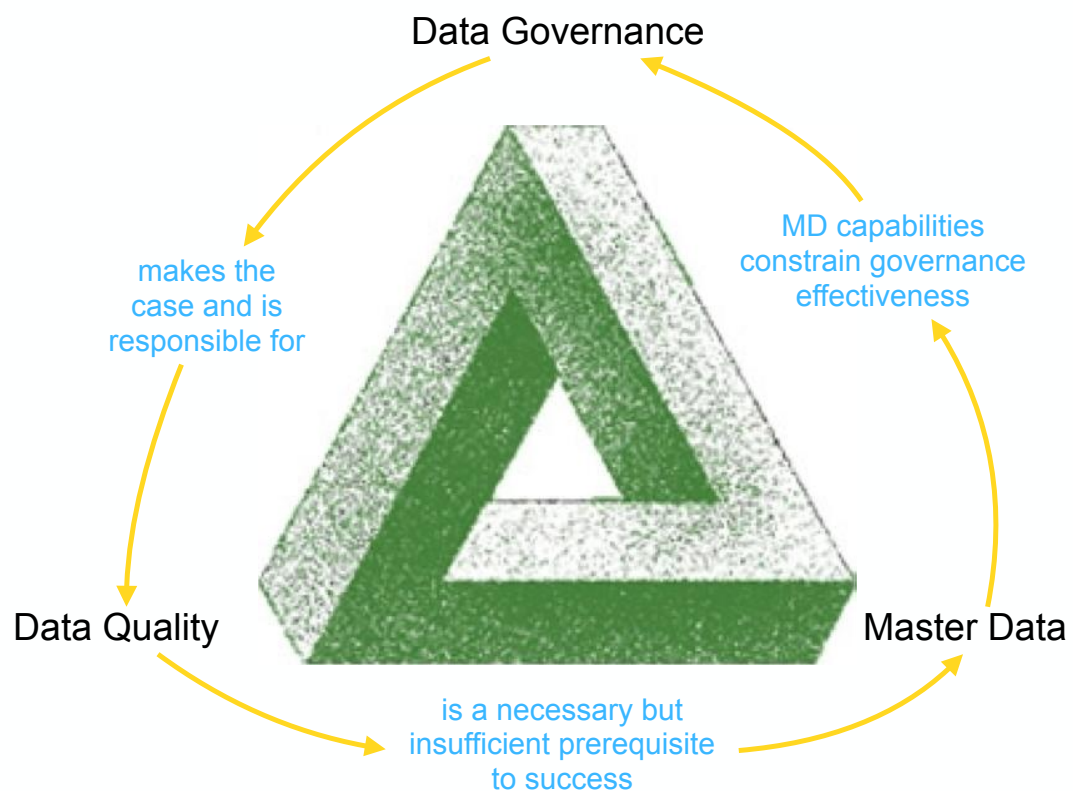 Data Governance
MD capabilities
constrain governance
effectiveness
makes the
case and is
responsible for
Data Quality
Master Data
is a necessary but
insufficient prerequisite
to success